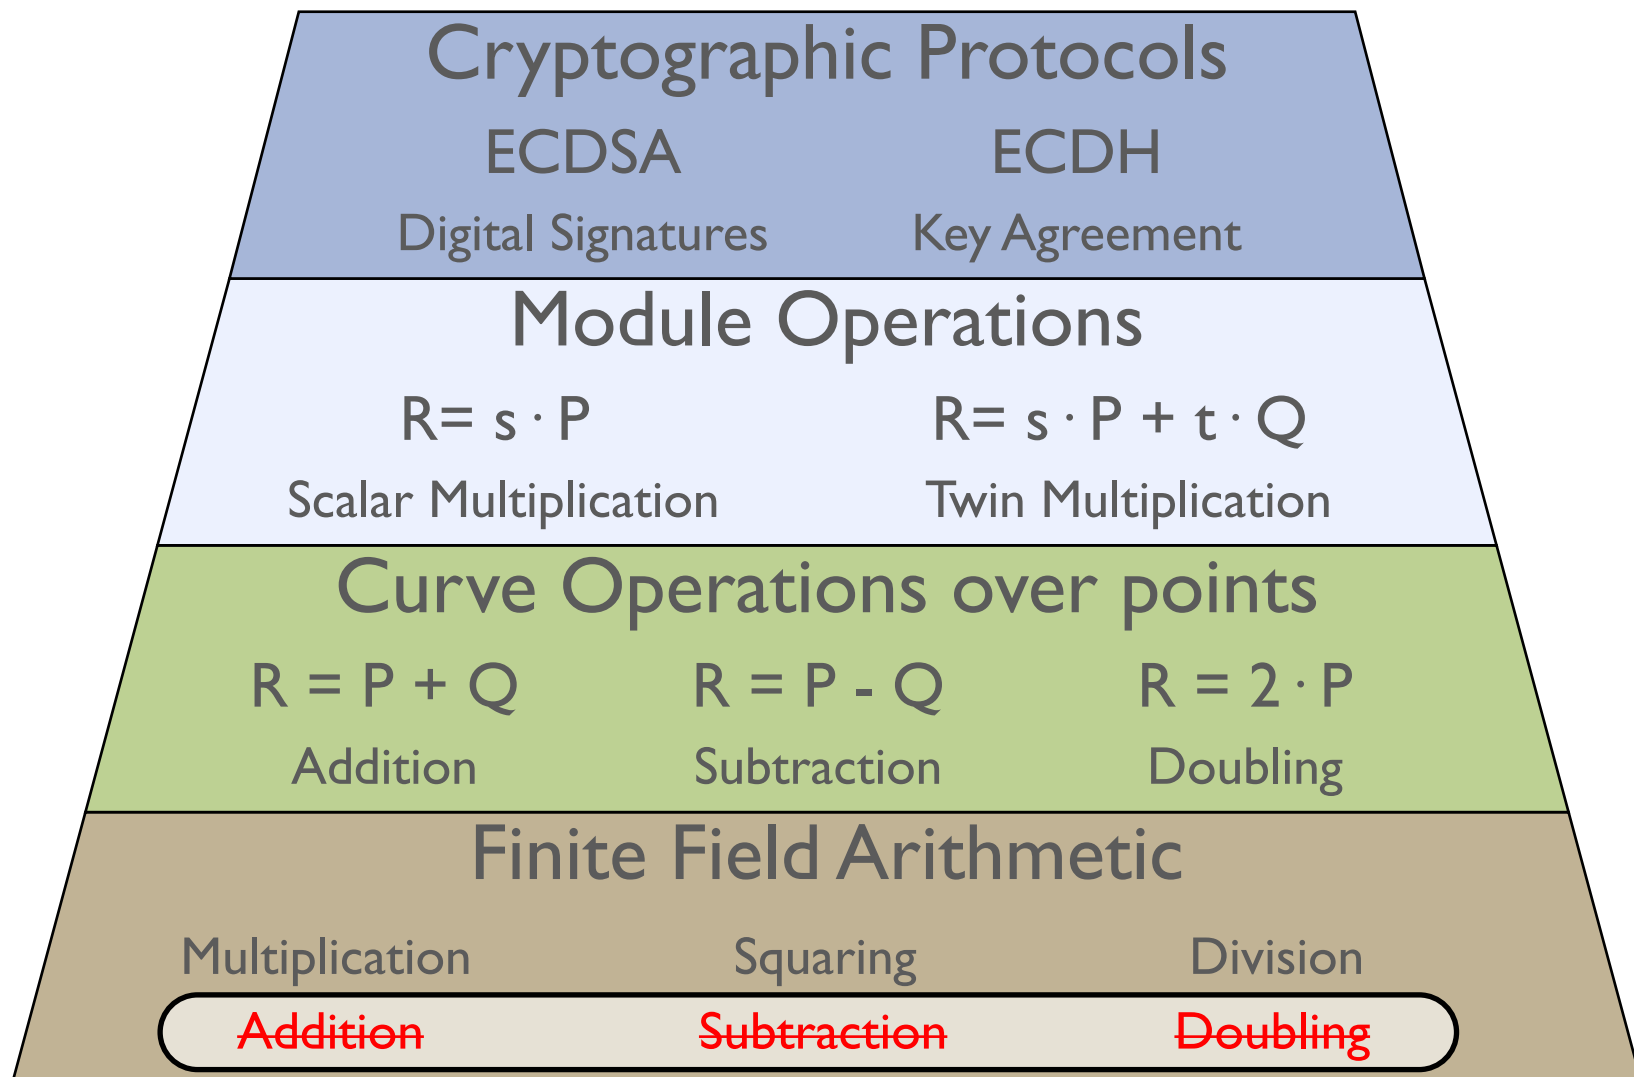 Cryptographic Protocols
ECDSA ECDH
Digital Signatures Key Agreement
Module Operations
R= s · P R= s · P + t · Q
Scalar Multiplication Twin Multiplication
Curve Operations over points
R = P + Q R = P - Q R = 2 · P
Addition Subtraction Doubling
Finite Field Arithmetic
Multiplication Squaring Division
Addition Subtraction Doubling